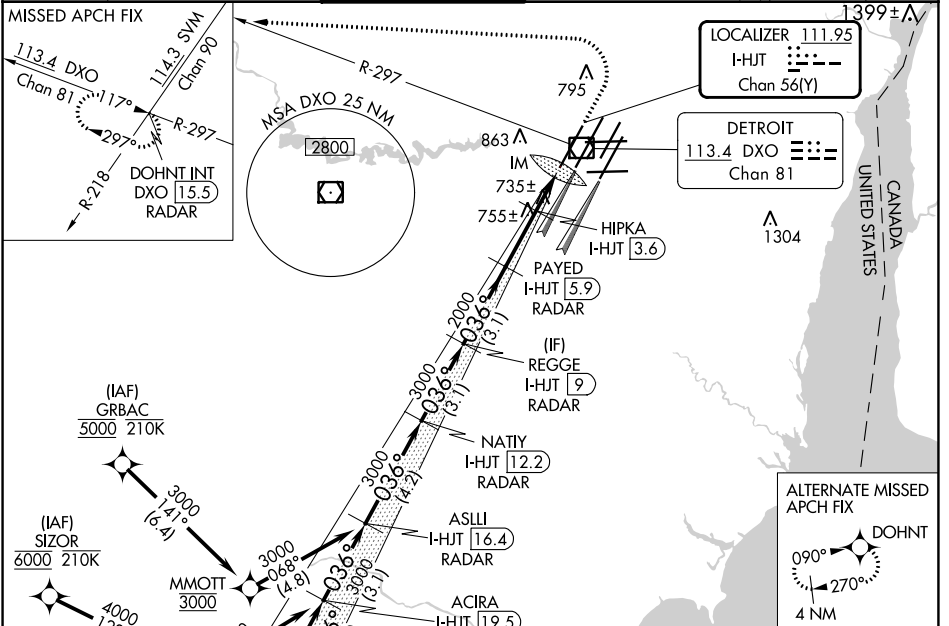 MISSED APCH FIX
113.4 DXO
Chan 81
114.3 SVM
Chan 90
117°
297°
R-297
R-218
DOHNT INT
DXO 15.5
RADAR
R-297
MSA DXO 25 NM
2800
1399±
LOCALIZER 111.95
I-HJT
Chan 56(Y)
795
863
IM
DETROIT
113.4 DXO
Chan 81
735±
755±
HIPKA
I-HJT 3.6
1304
CANADA
UNITED STATES
PAYED
I-HJT 5.9
RADAR
2000
036°
(3.1)
(IF)
REGGE
I-HJT 9
RADAR
3000
036°
(3.1)
NATIY
I-HJT 12.2
RADAR
3000
036°
(4.2)
(IAF)
GRBAC
5000 210K
3000
141°
(6.4)
ASLLI
I-HJT 16.4
RADAR
(IAF)
SIZOR
6000 210K
4000
MMOTT
3000
3000
068°
(4.8)
036°
3000
(3.1)
ACIRA
I-HJT 19.5
ALTERNATE MISSED
APCH FIX
DOHNT
090°
270°
4 NM